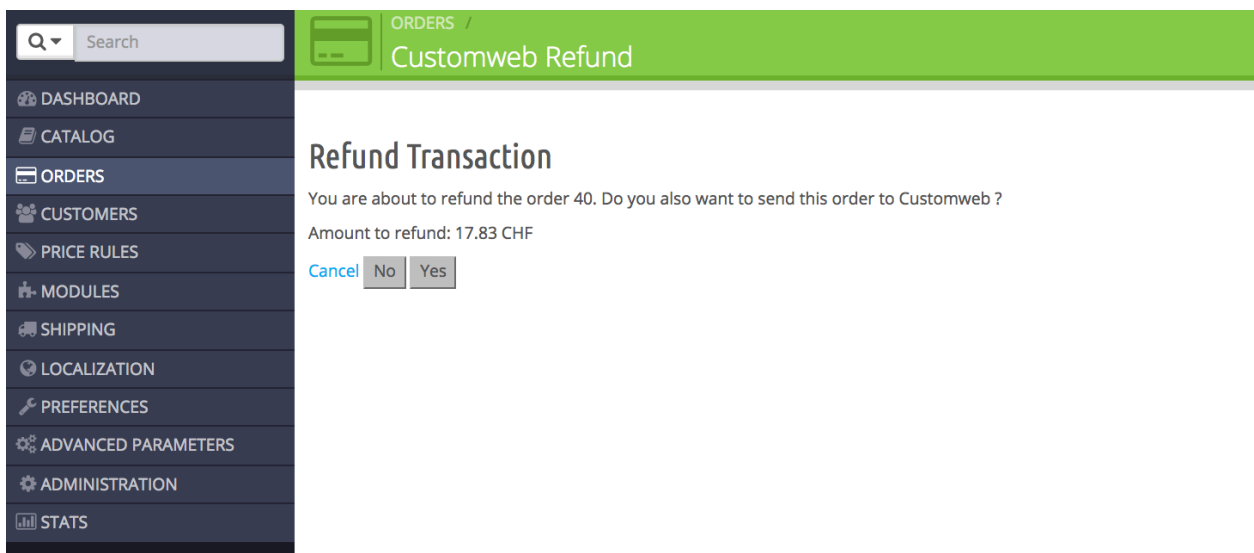 Search
DASHBOARD
CATALOG
ORDERS
CUSTOMERS
PRICE RULES
MODULES
SHIPPING
LOCALIZATION
PREFERENCES
ADVANCED PARAMETERS
ADMINISTRATION
STATS
ORDERS /
Customweb Refund
Refund Transaction
You are about to refund the order 40. Do you also want to send this order to Customweb ?
Amount to refund: 17.83 CHF
Cancel No Yes